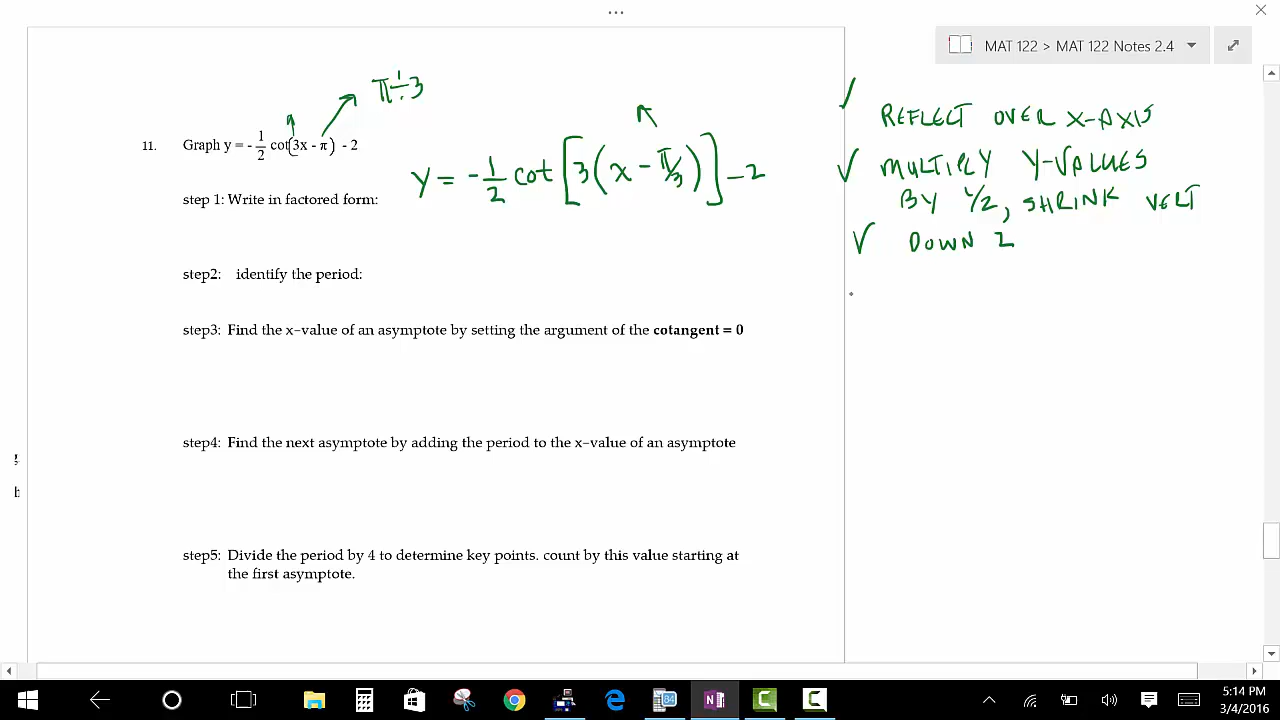 MAT 122 > MAT 122 Notes 2.4
π÷3
11. Graph y = - 1/2 cot(3x - π) - 2
y = -1/2 cot[3(x - π/3)] - 2
step 1: Write in factored form:
step2: identify the period:
step3: Find the x–value of an asymptote by setting the argument of the cotangent = 0
step4: Find the next asymptote by adding the period to the x–value of an asymptote
step5: Divide the period by 4 to determine key points. count by this value starting at
the first asymptote.
✓ REFLECT OVER X-AXIS
✓ MULTIPLY Y-VALUES
BY 1/2, SHRINK VERT
✓ DOWN 2
h
5:14 PM
3/4/2016